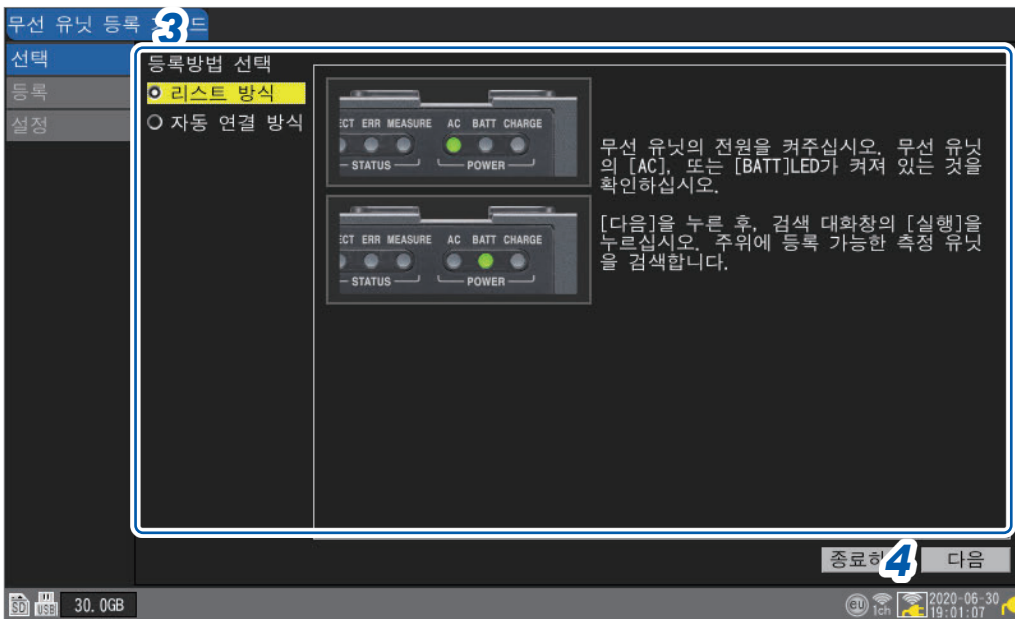 무선 유닛 등록
3
선택
등록
설정
등록방법 선택
리스트 방식
자동 연결 방식
ECT ERR MEASURE AC BATT CHARGE
STATUS POWER
무선 유닛의 전원을 켜주십시오. 무선 유닛
의 [AC], 또는 [BATT]LED가 켜져 있는 것을
확인하십시오.
ECT ERR MEASURE AC BATT CHARGE
STATUS POWER
[다음]을 누른 후, 검색 대화창의 [실행]을
누르십시오. 주위에 등록 가능한 측정 유닛
을 검색합니다.
4 다음
SD USB 30.0GB
eu 1ch 2020-06-30
19:01:07